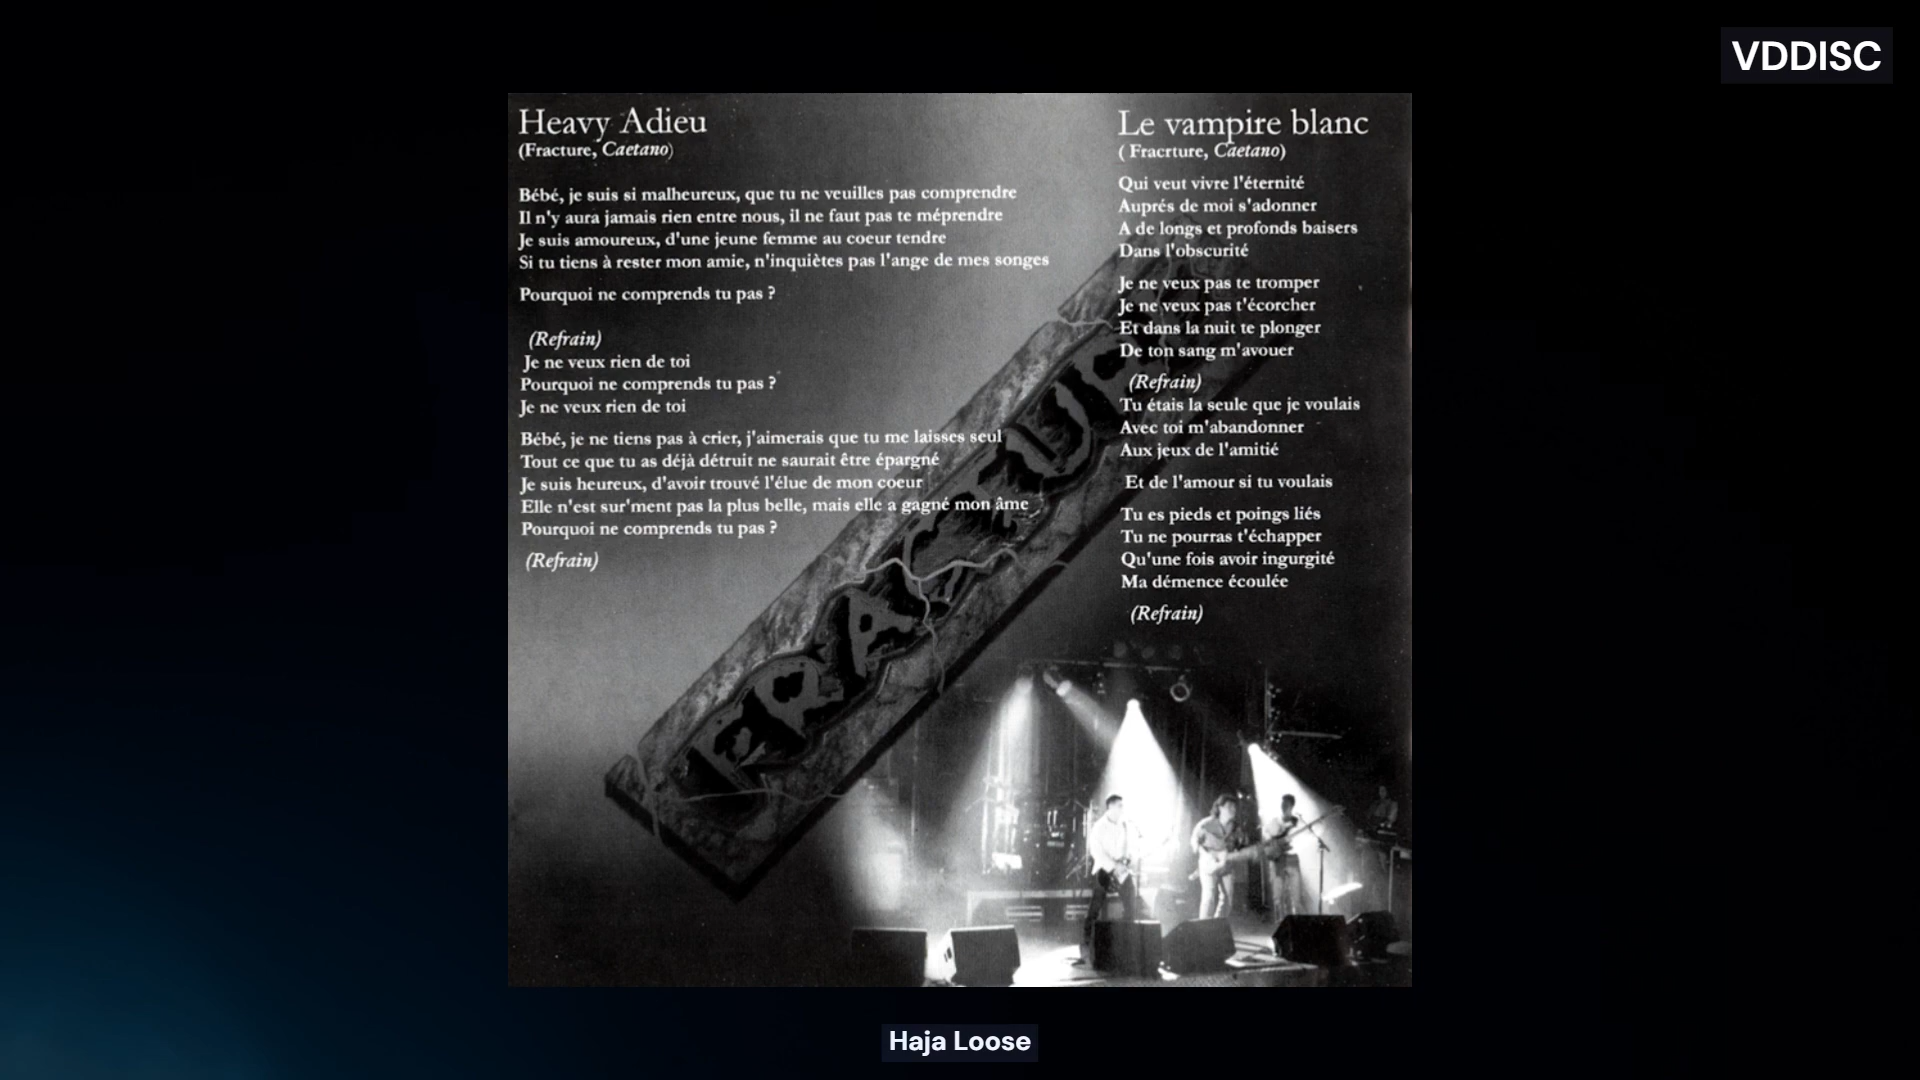 VDDISC
Heavy Adieu
(Fracture, Caetano)
Bébé, je suis si malheureux, que tu ne veuilles pas comprendre
Il n'y aura jamais rien entre nous, il ne faut pas te méprendre
Je suis amoureux, d'une jeune femme au coeur tendre
Si tu tiens à rester mon amie, n'inquiètes pas l'ange de mes songes
Pourquoi ne comprends tu pas ?
(Refrain)
Je ne veux rien de toi
Pourquoi ne comprends tu pas ?
Je ne veux rien de toi
Bébé, je ne tiens pas à crier, j'aimerais que tu me laisses seul
Tout ce que tu as déjà détruit ne saurait être épargné
Je suis heureux, d'avoir trouvé l'élue de mon coeur
Elle n'est sur'ment pas la plus belle, mais elle a gagné mon âme
Pourquoi ne comprends tu pas ?
(Refrain)
Le vampire blanc
( Fracrture, Caetano)
Qui veut vivre l'éternité
Auprés de moi s'adonner
A de longs et profonds baisers
Dans l'obscurité
Je ne veux pas te tromper
Je ne veux pas t'écorcher
Et dans la nuit te plonger
De ton sang m'avouer
(Refrain)
Tu étais la seule que je voulais
Avec toi m'abandonner
Aux jeux de l'amitié
Et de l'amour si tu voulais
Tu es pieds et poings liés
Tu ne pourras t'échapper
Qu'une fois avoir ingurgité
Ma démence écoulée
(Refrain)
Haja Loose